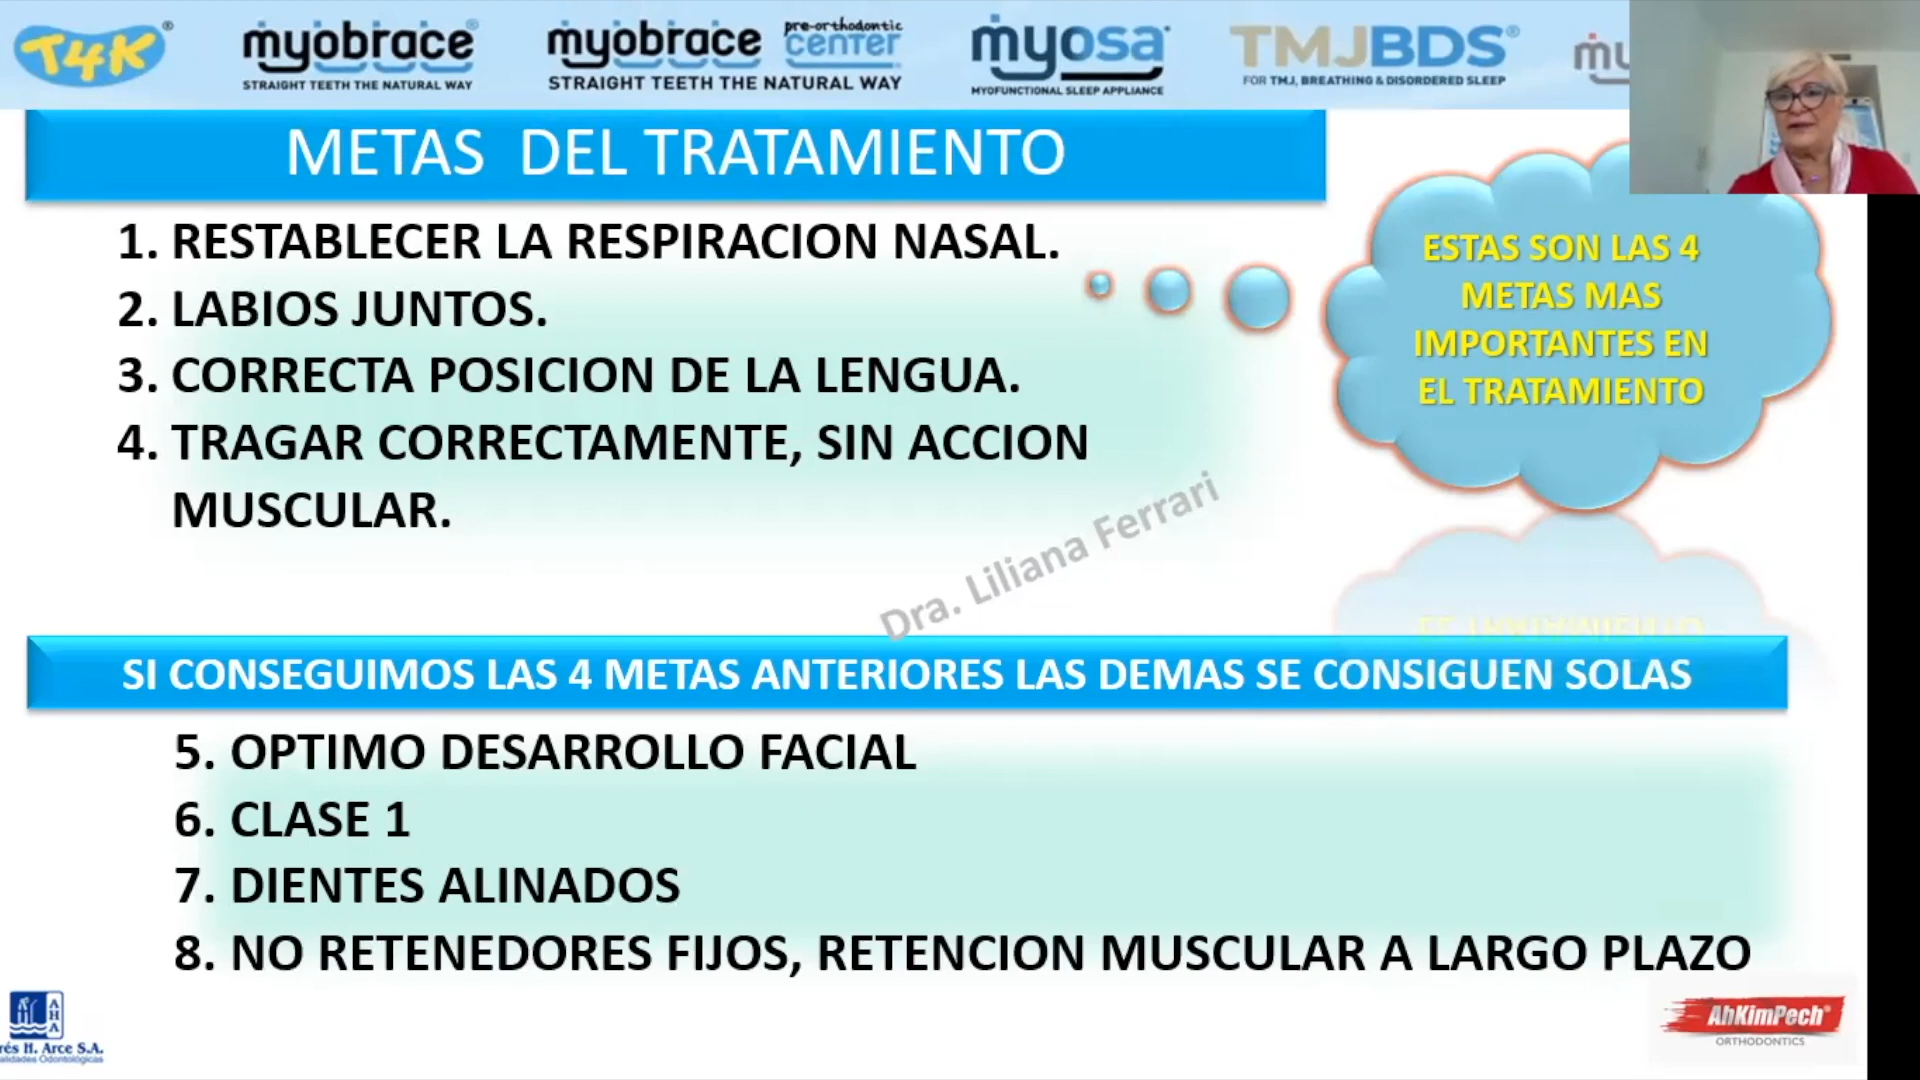 T4K®
myobrace®
STRAIGHT TEETH THE NATURAL WAY
myobrace pre-orthodontic center®
STRAIGHT TEETH THE NATURAL WAY
myosa®
MYOFUNCTIONAL SLEEP APPLIANCE
TMJBDS®
FOR TMJ, BREATHING & DISORDERED SLEEP
METAS DEL TRATAMIENTO
1. RESTABLECER LA RESPIRACION NASAL.
2. LABIOS JUNTOS.
3. CORRECTA POSICION DE LA LENGUA.
4. TRAGAR CORRECTAMENTE, SIN ACCION
MUSCULAR.
ESTAS SON LAS 4
METAS MAS
IMPORTANTES EN
EL TRATAMIENTO
Dra. Liliana Ferrari
SI CONSEGUIMOS LAS 4 METAS ANTERIORES LAS DEMAS SE CONSIGUEN SOLAS
5. OPTIMO DESARROLLO FACIAL
6. CLASE 1
7. DIENTES ALINADOS
8. NO RETENEDORES FIJOS, RETENCION MUSCULAR A LARGO PLAZO
AHA
rés H. Arce S.A.
alidades Odontológicas
AhKimPech®
ORTHODONTICS